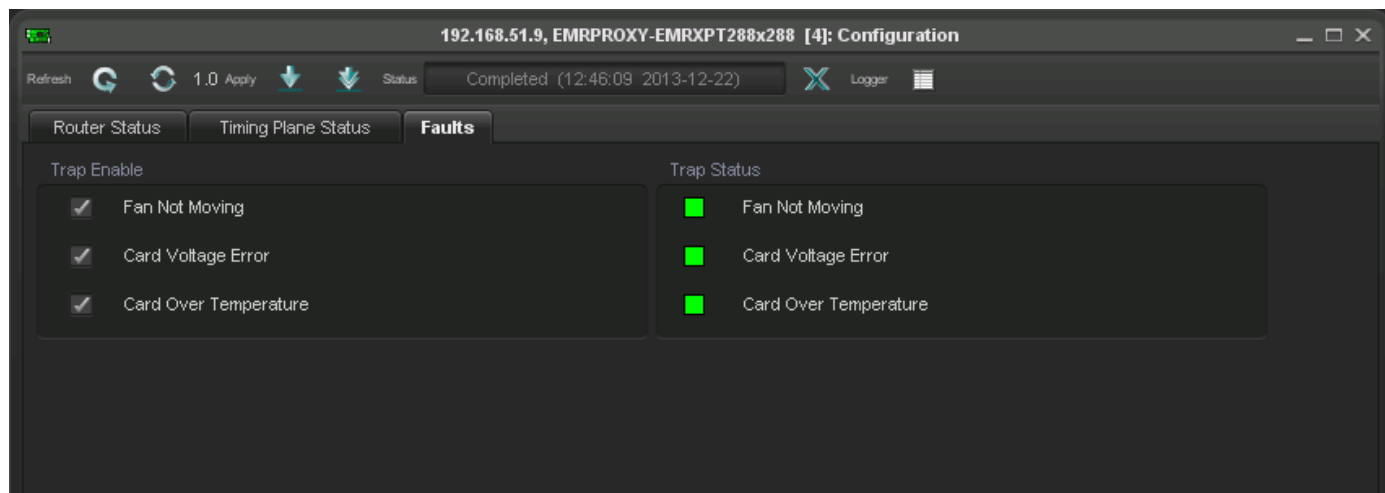 192.168.51.9, EMRPROXY-EMRXPT288x288 [4]: Configuration
Refresh 1.0 Apply Status Completed (12:46:09 2013-12-22) Logger
Router Status Timing Plane Status Faults
Trap Enable Trap Status
Fan Not Moving Fan Not Moving
Card Voltage Error Card Voltage Error
Card Over Temperature Card Over Temperature